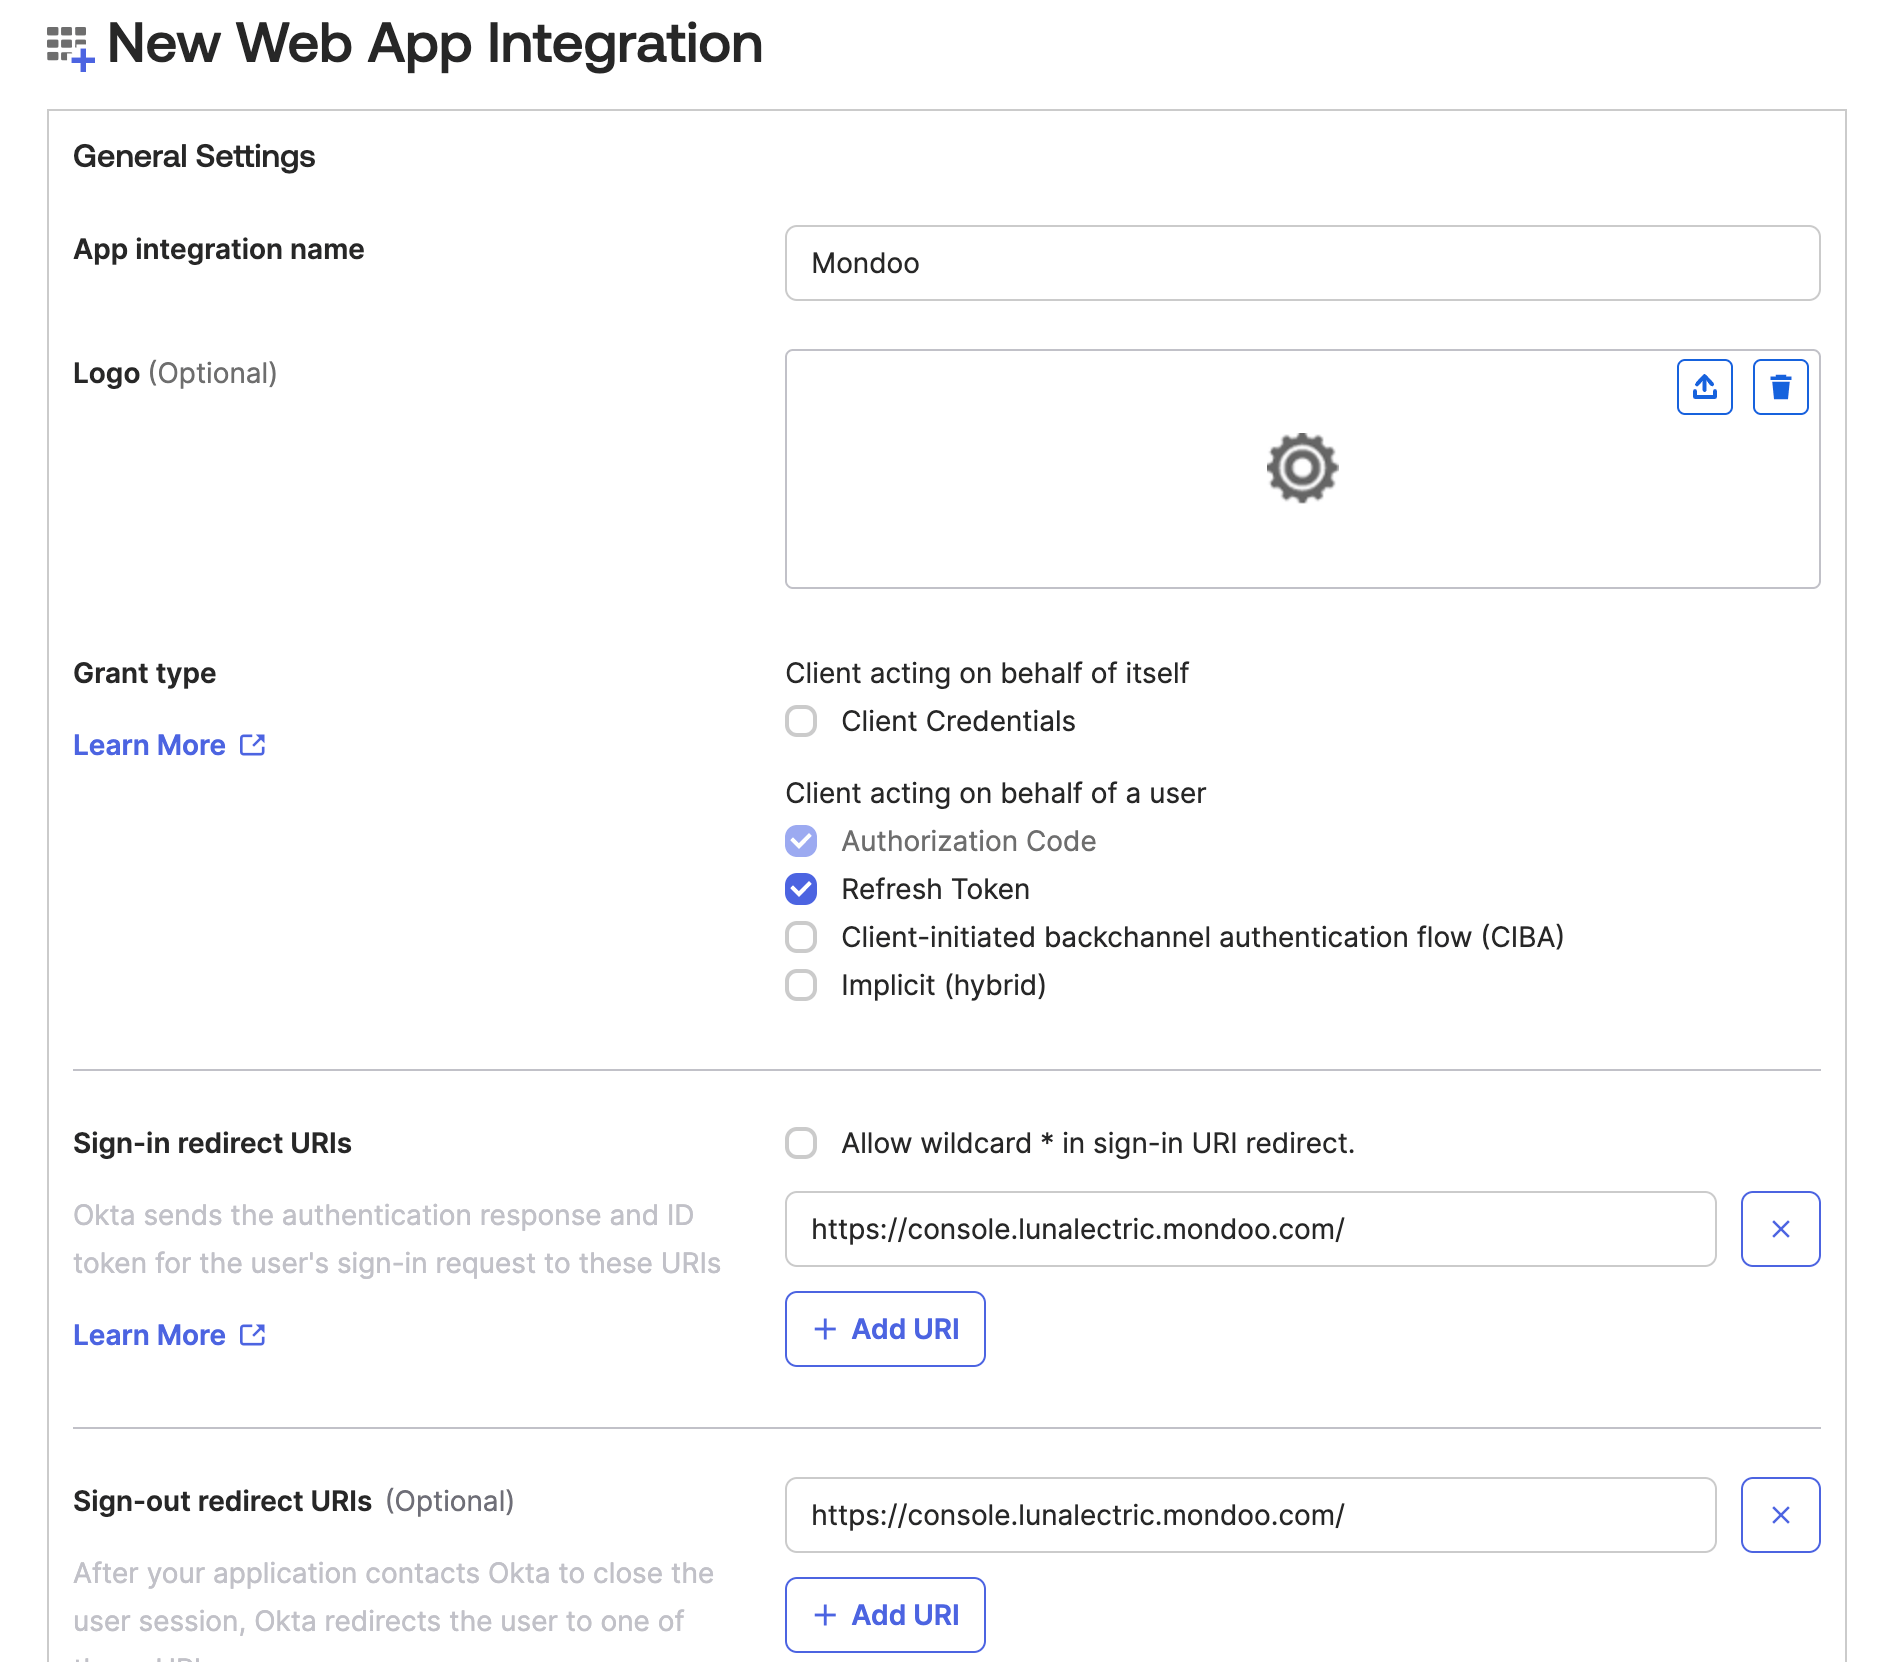 New Web App Integration
General Settings
App integration name
Mondoo
Logo (Optional)
Grant type
Learn More
Client acting on behalf of itself
Client Credentials
Client acting on behalf of a user
Authorization Code
Refresh Token
Client-initiated backchannel authentication flow (CIBA)
Implicit (hybrid)
Sign-in redirect URIs
Okta sends the authentication response and ID
token for the user's sign-in request to these URIs
Learn More
Allow wildcard * in sign-in URI redirect.
https://console.lunalectric.mondoo.com/
+ Add URI
Sign-out redirect URIs (Optional)
After your application contacts Okta to close the
user session, Okta redirects the user to one of
https://console.lunalectric.mondoo.com/
+ Add URI